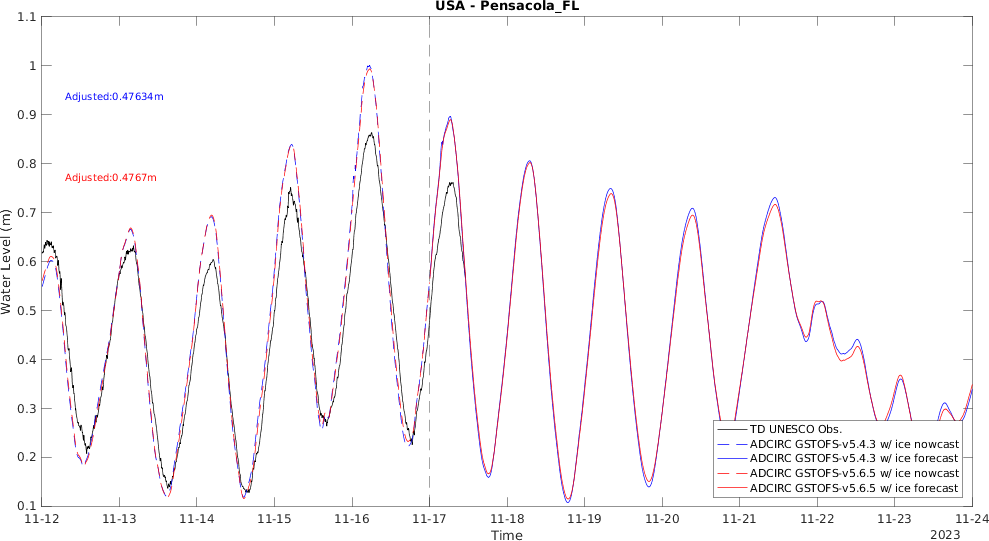 USA - Pensacola_FL
1.1
1
0.9
0.8
0.7
0.6
0.5
0.4
0.3
0.2
0.1
Water Level (m)
Adjusted:0.47634m
Adjusted:0.4767m
TD UNESCO Obs.
ADCIRC GSTOFS-v5.4.3 w/ ice nowcast
ADCIRC GSTOFS-v5.4.3 w/ ice forecast
ADCIRC GSTOFS-v5.6.5 w/ ice nowcast
ADCIRC GSTOFS-v5.6.5 w/ ice forecast
11-12 11-13 11-14 11-15 11-16 11-17 11-18 11-19 11-20 11-21 11-22 11-23 11-24
Time
2023